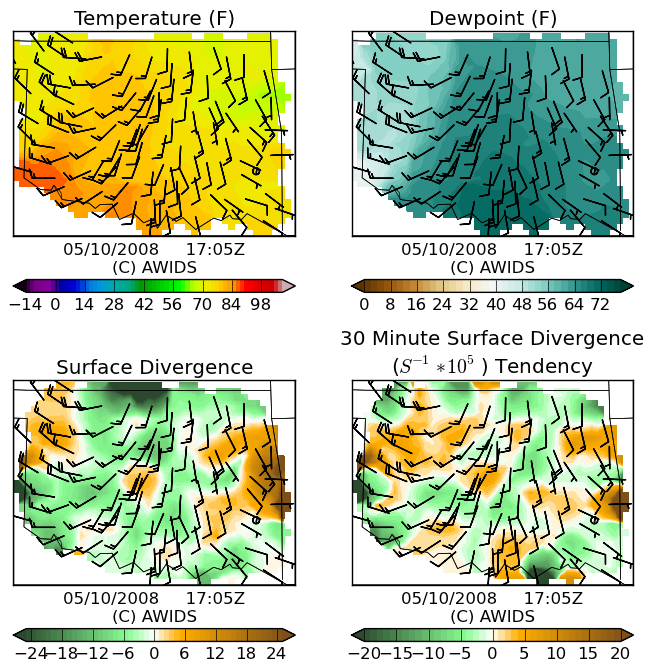 Temperature (F)
Dewpoint (F)
05/10/2008 17:05Z
(C) AWIDS
−14 0 14 28 42 56 70 84 98
05/10/2008 17:05Z
(C) AWIDS
0 8 16 24 32 40 48 56 64 72
Surface Divergence
30 Minute Surface Divergence
(S^{-1} *10^{5} ) Tendency
05/10/2008 17:05Z
(C) AWIDS
−24 −18 −12 −6 0 6 12 18 24
05/10/2008 17:05Z
(C) AWIDS
−20 −15 −10 −5 0 5 10 15 20